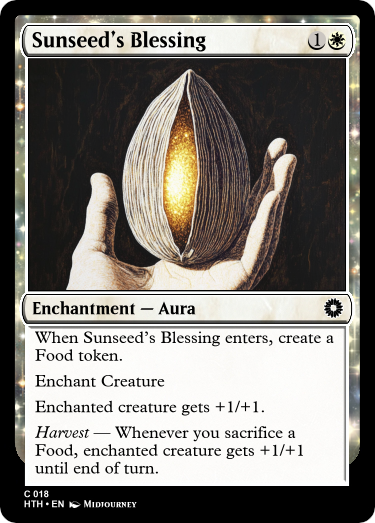 Sunseed's Blessing 1
Enchantment — Aura
When Sunseed's Blessing enters, create a
Food token.
Enchant Creature
Enchanted creature gets +1/+1.
Harvest — Whenever you sacrifice a
Food, enchanted creature gets +1/+1
until end of turn.
C 018
HTH • EN Midjourney